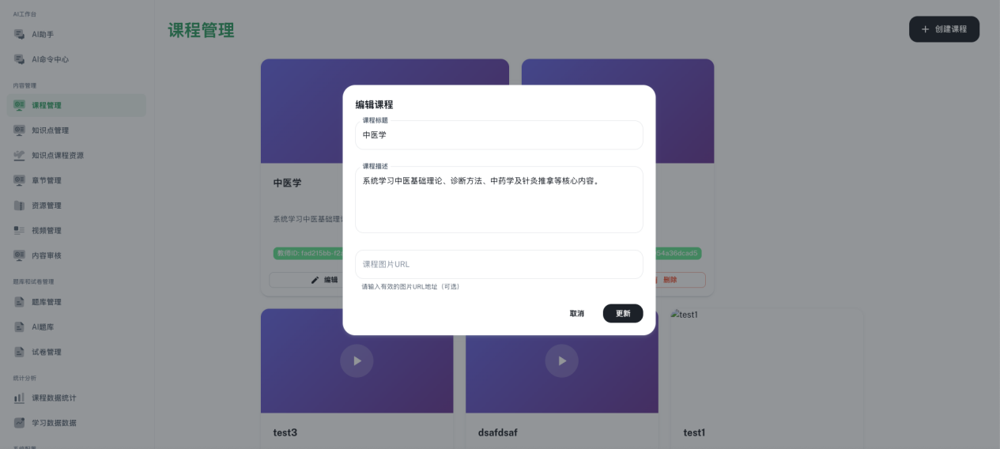 AI工作台
AI助手
AI命令中心
内容管理
课程管理
知识点管理
知识点课程资源
章节管理
资源管理
视频管理
内容审核
题库和试卷管理
题库管理
AI题库
试卷管理
统计分析
课程数据统计
学习数据数据
课程管理
创建课程
中医学
系统学习中医基础理论
教师ID: fad215bb-f2
编辑
54a36dcad5
删除
编辑课程
课程标题
中医学
课程描述
系统学习中医基础理论、诊断方法、中药学及针灸推拿等核心内容。
课程图片URL
请输入有效的图片URL地址（可选）
取消
更新
test1
test3
dsafdsaf
test1